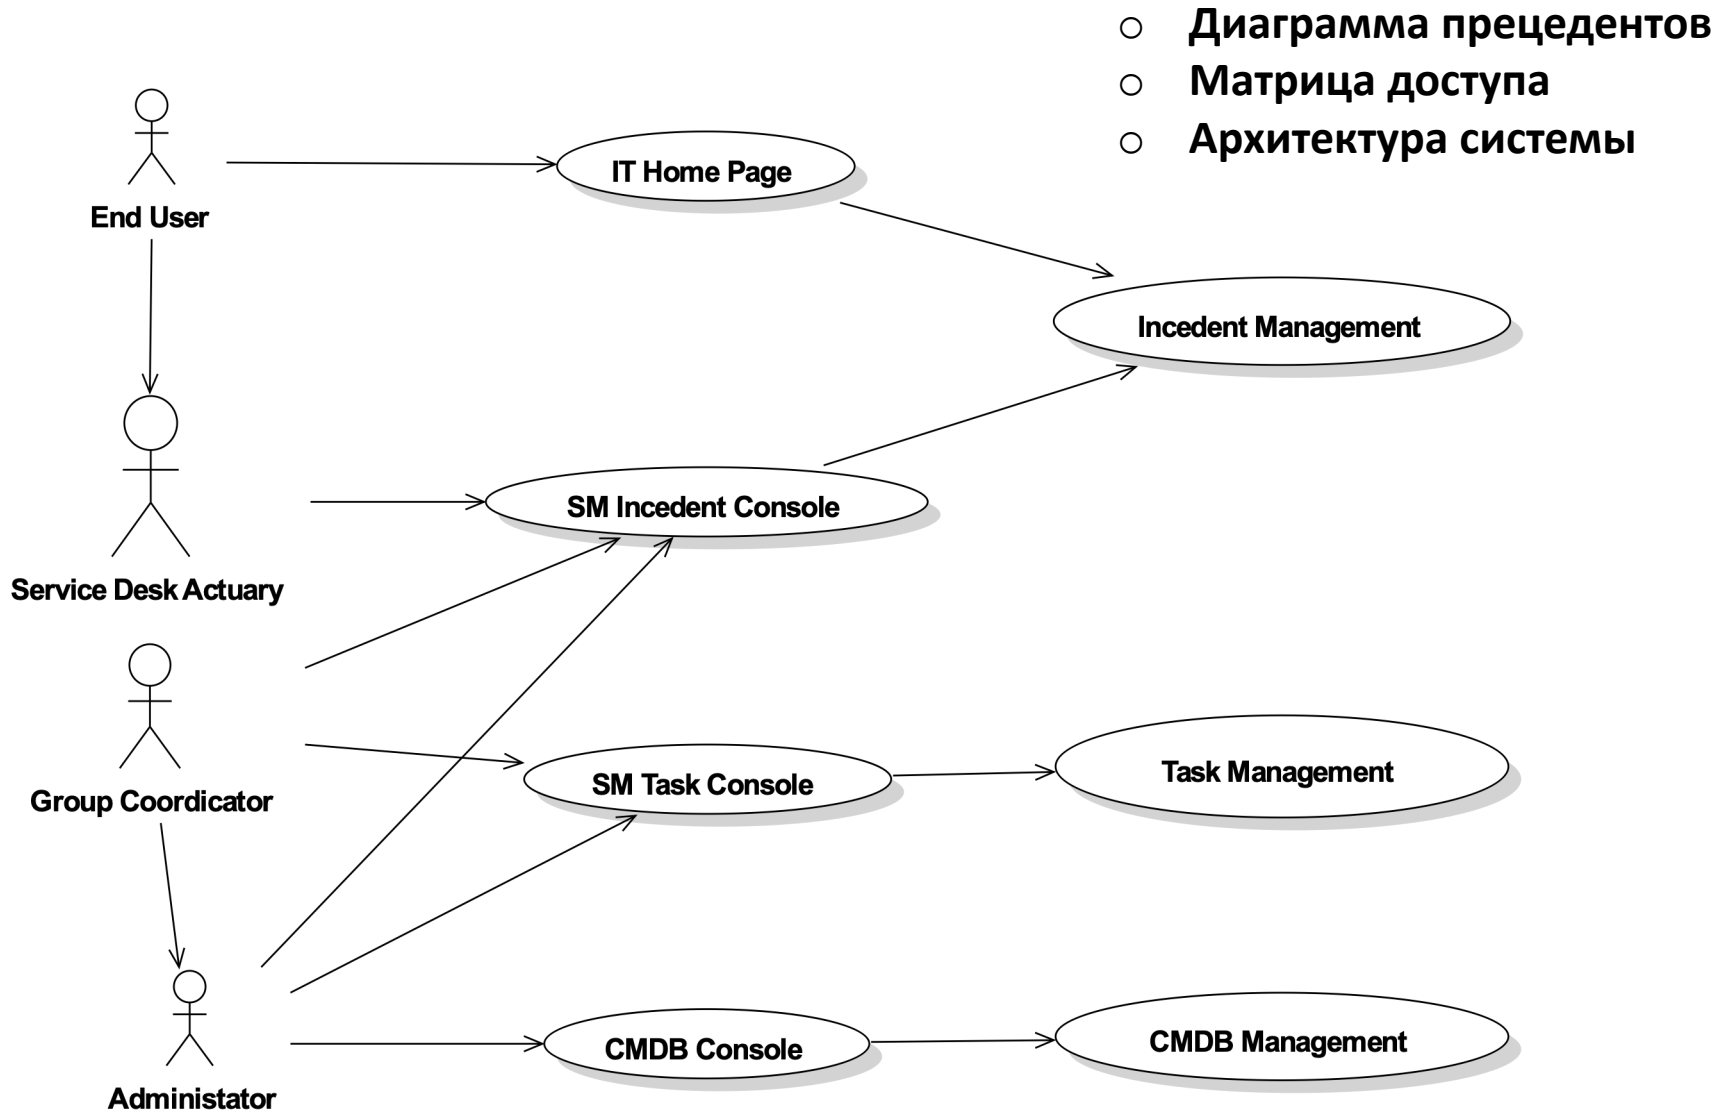 ○ Диаграмма прецедентов
○ Матрица доступа
○ Архитектура системы
IT Home Page
End User
Incedent Management
SM Incedent Console
Service Desk Actuary
Task Management
SM Task Console
Group Coordicator
CMDB Management
CMDB Console
Administator